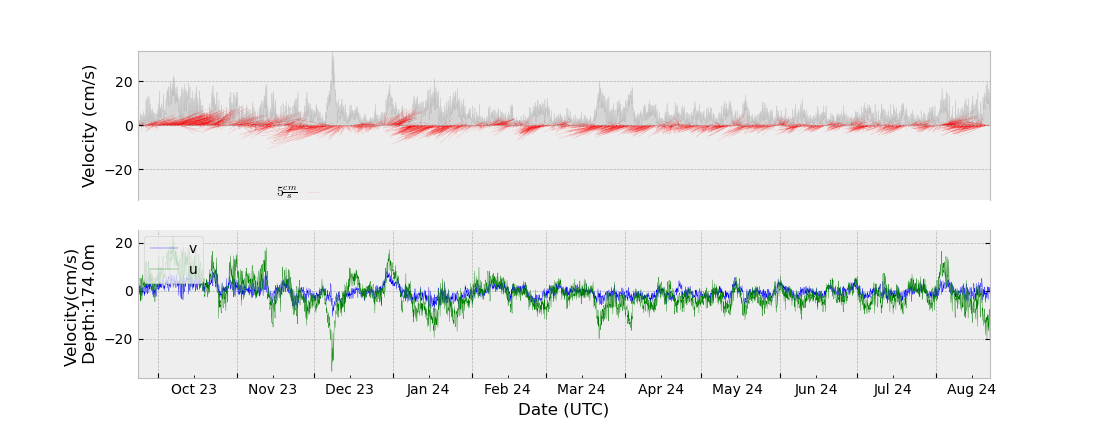 Velocity (cm/s)
20
0
−20
5 cm/s
Velocity(cm/s)
Depth:174.0m
20
0
−20
v
u
Oct 23 Nov 23 Dec 23 Jan 24 Feb 24 Mar 24 Apr 24 May 24 Jun 24 Jul 24 Aug 24
Date (UTC)